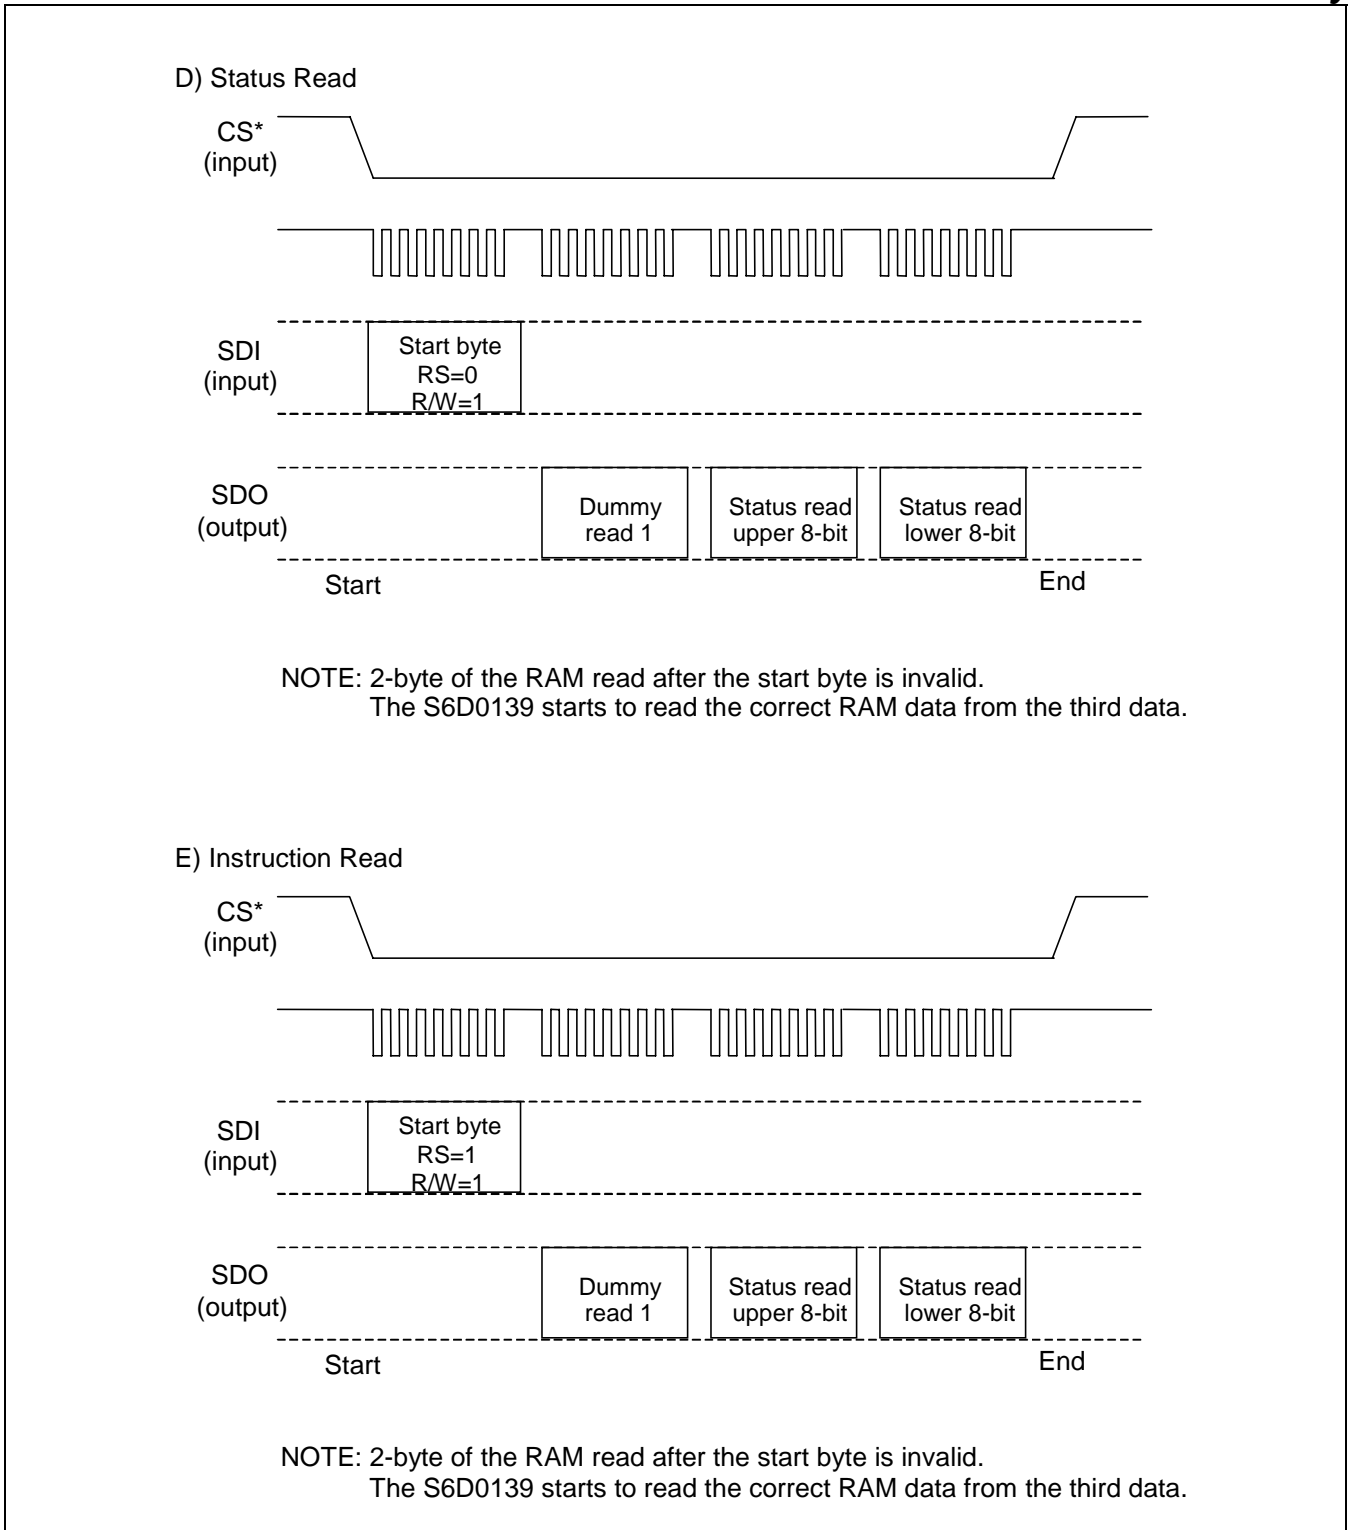 D) Status Read
CS*
(input)
SDI
(input)
Start byte
RS=0
R/W=1
SDO
(output)
Dummy
read 1
Status read
upper 8-bit
Status read
lower 8-bit
Start
End
NOTE: 2-byte of the RAM read after the start byte is invalid.
The S6D0139 starts to read the correct RAM data from the third data.
E) Instruction Read
CS*
(input)
SDI
(input)
Start byte
RS=1
R/W=1
SDO
(output)
Dummy
read 1
Status read
upper 8-bit
Status read
lower 8-bit
Start
End
NOTE: 2-byte of the RAM read after the start byte is invalid.
The S6D0139 starts to read the correct RAM data from the third data.